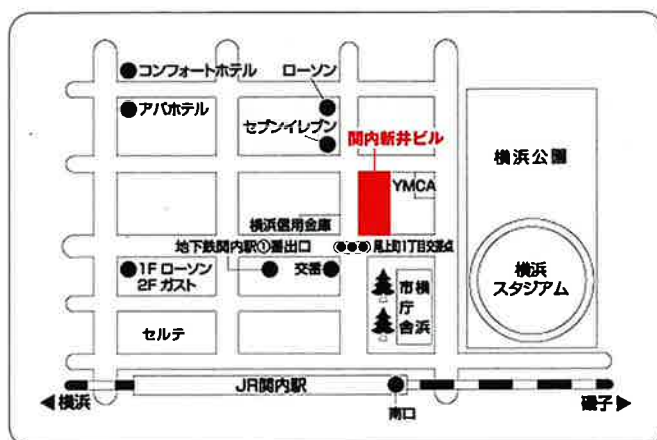 コンフォートホテル
ローソン
アパホテル
セブンイレブン
関内新井ビル
YMCA
横浜公園
横浜信用金庫
地下鉄関内駅①番出口
尾上町1丁目交差点
1F ローソン
2F ガスト
交番
横浜
市庁舎
横浜
スタジアム
セルテ
JR関内駅
横浜
南口
磯子